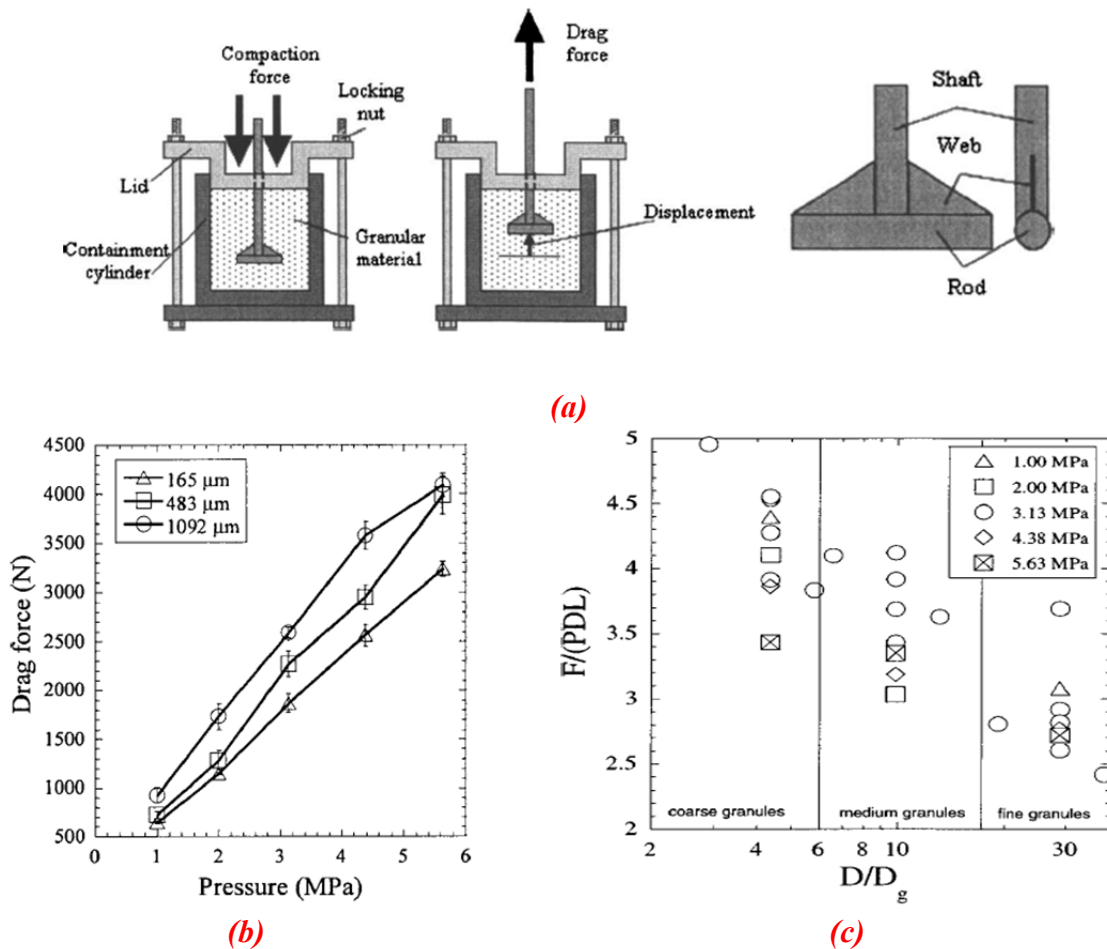 Compaction
force
Locking
nut
Lid
Containment
cylinder
Granular
material
Drag
force
Displacement
Shaft
Web
Rod
(a)
4500
4000
3500
3000
2500
2000
1500
1000
500
Drag force (N)
165 µm
483 µm
1092 µm
0 1 2 3 4 5 6
Pressure (MPa)
(b)
5
4.5
4
3.5
3
2.5
2
F/(PDL)
1.00 MPa
2.00 MPa
3.13 MPa
4.38 MPa
5.63 MPa
coarse granules
medium granules
fine granules
2 4 6 8 10 30
D/Dg
(c)